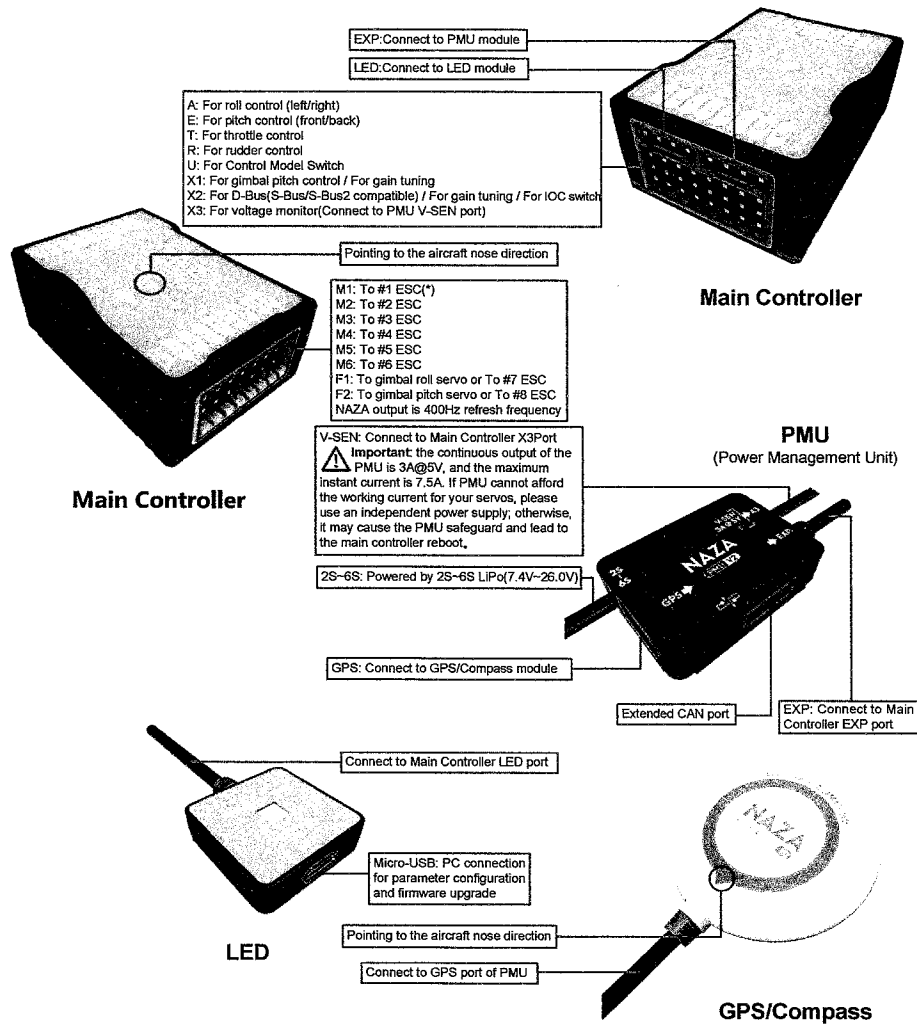 EXP:Connect to PMU module
LED:Connect to LED module
A: For roll control (left/right)
E: For pitch control (front/back)
T: For throttle control
R: For rudder control
U: For Control Model Switch
X1: For gimbal pitch control / For gain tuning
X2: For D-Bus(S-Bus/S-Bus2 compatible) / For gain tuning / For IOC switch
X3: For voltage monitor(Connect to PMU V-SEN port)
Main Controller
Pointing to the aircraft nose direction
M1: To #1 ESC(*)
M2: To #2 ESC
M3: To #3 ESC
M4: To #4 ESC
M5: To #5 ESC
M6: To #6 ESC
F1: To gimbal roll servo or To #7 ESC
F2: To gimbal pitch servo or To #8 ESC
NAZA output is 400Hz refresh frequency
Main Controller
V-SEN: Connect to Main Controller X3Port
Important: the continuous output of the
PMU is 3A@5V, and the maximum
instant current is 7.5A. If PMU cannot afford
the working current for your servos, please
use an independent power supply; otherwise,
it may cause the PMU safeguard and lead to
the main controller reboot。
PMU
(Power Management Unit)
V-SEN
3A@5V X3
EXP
NAZA
PMU V2
2S
6S
GPS
2S~6S: Powered by 2S~6S LiPo(7.4V~26.0V)
GPS: Connect to GPS/Compass module
Extended CAN port
EXP: Connect to Main
Controller EXP port
Connect to Main Controller LED port
Micro-USB: PC connection
for parameter configuration
and firmware upgrade
LED
NAZA
Pointing to the aircraft nose direction
Connect to GPS port of PMU
GPS/Compass